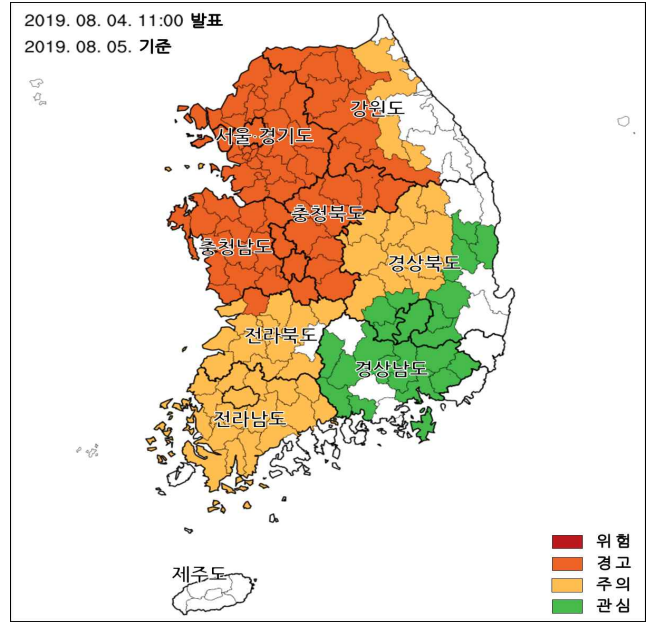 2019. 08. 04. 11:00 발표
2019. 08. 05. 기준
강원도
서울·경기도
충청북도
충청남도
경상북도
전라북도
경상남도
전라남도
제주도
위험
경고
주의
관심